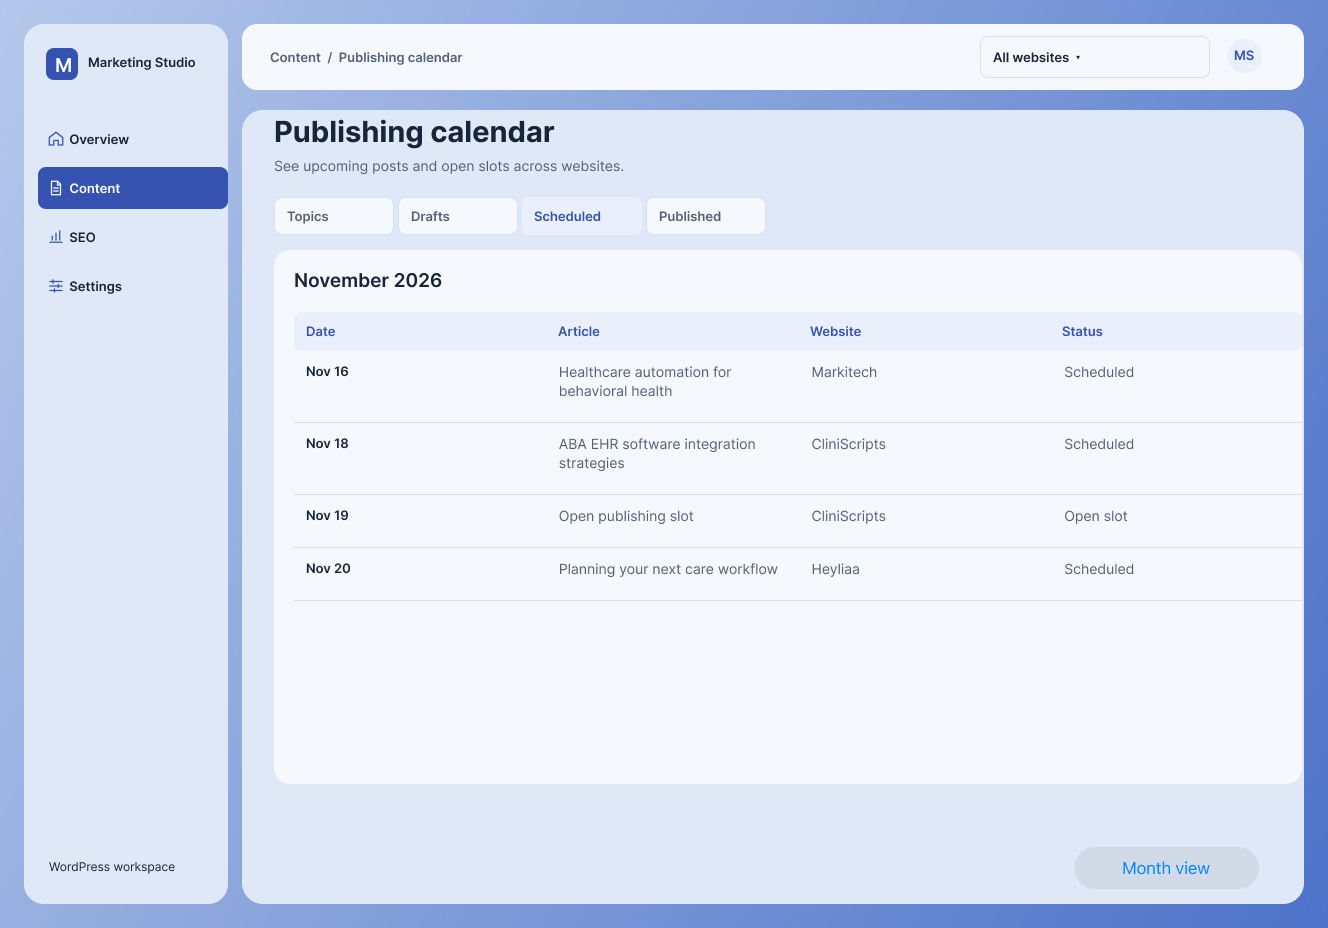 M Marketing Studio
Content / Publishing calendar
All websites ▾
MS
Overview
Content
SEO
Settings
WordPress workspace
Publishing calendar
See upcoming posts and open slots across websites.
Topics Drafts Scheduled Published
November 2026
Date Article Website Status
Nov 16 Healthcare automation for Markitech Scheduled
behavioral health
Nov 18 ABA EHR software integration CliniScripts Scheduled
strategies
Nov 19 Open publishing slot CliniScripts Open slot
Nov 20 Planning your next care workflow Heyliaa Scheduled
Month view